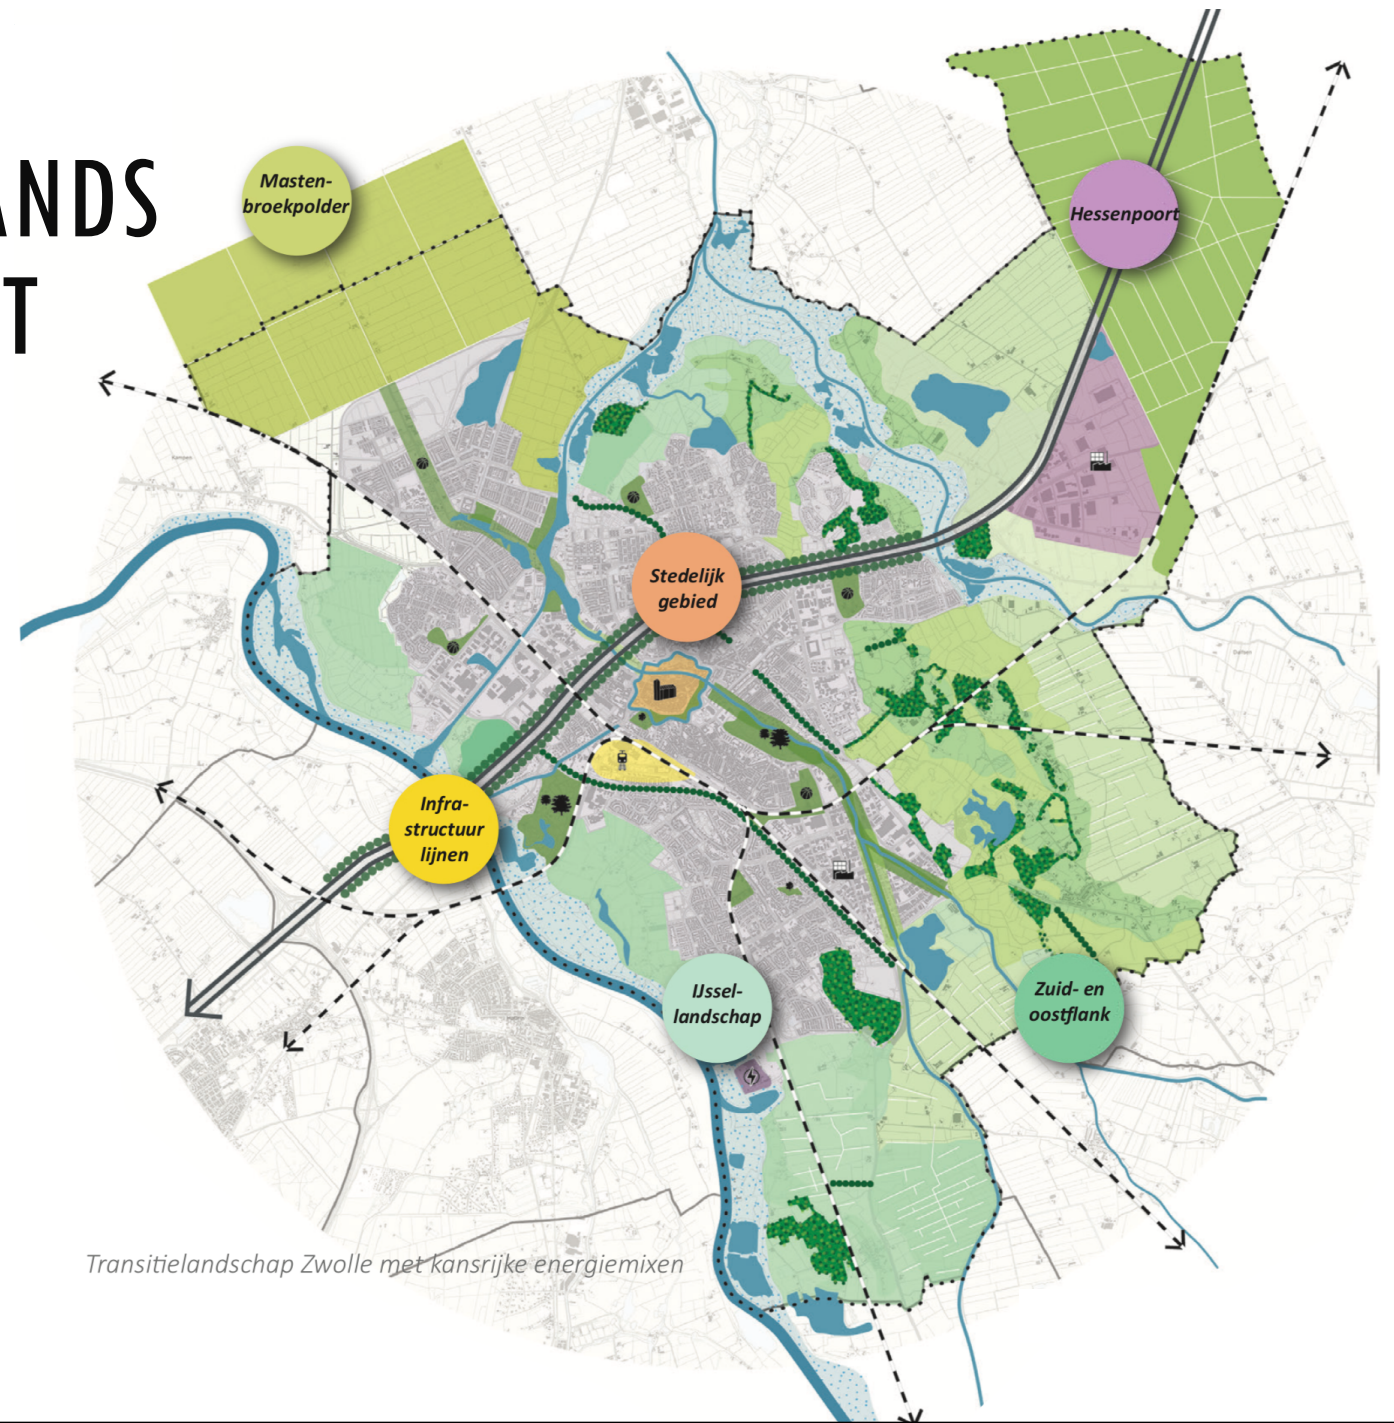 ANDS
T
Masten-
broekpolder
Hessenpoort
Stedelijk
gebied
Infra-
structuur
lijnen
IJssel-
landschap
Zuid- en
oostflank
Transitielandschap Zwolle met kansrijke energiemixen